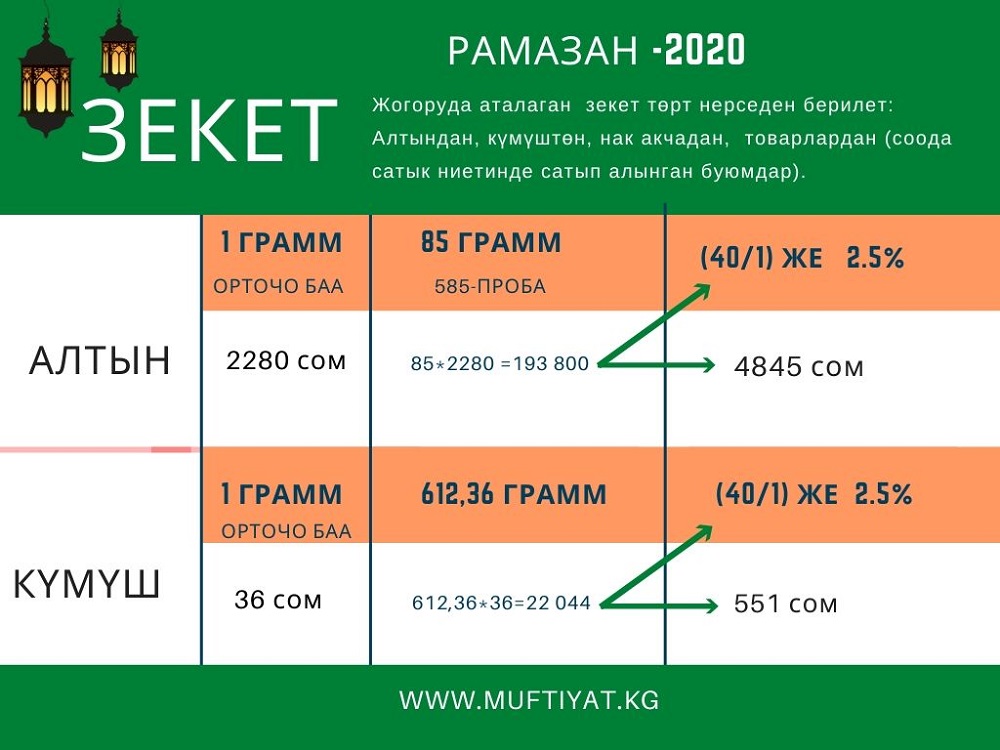 РАМАЗАН -2020
ЗЕКЕТ
Жогоруда аталаган зекет төрт нерседен берилет:
Алтындан, күмүштөн, нак акчадан, товарлардан (соода
сатык ниетинде сатып алынган буюмдар).
1 ГРАММ
ОРТОЧО БАА
85 ГРАММ
585-ПРОБА
(40/1) ЖЕ 2.5%
АЛТЫН
2280 сом
85*2280 =193 800
4845 сом
1 ГРАММ
ОРТОЧО БАА
612,36 ГРАММ
(40/1) ЖЕ 2.5%
КҮМҮШ
36 сом
612,36*36=22 044
551 сом
WWW.MUFTIYAT.KG